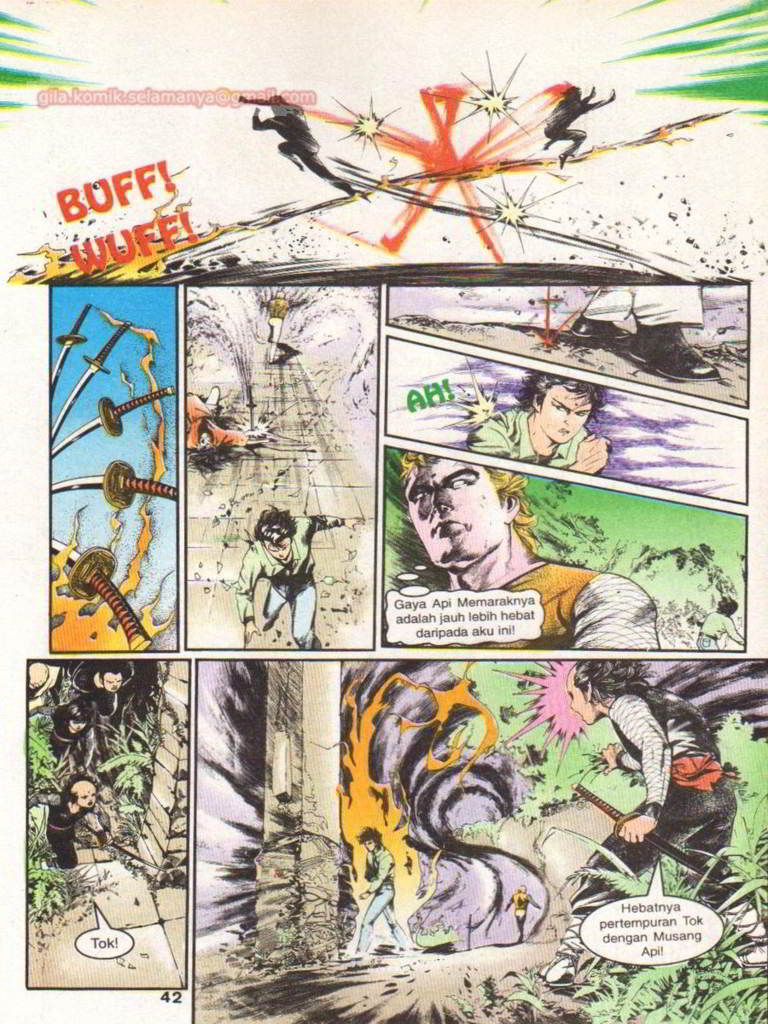 gila.komik.selamanya@gmail.com
BUFF!
WUFF!
AH!
Gaya Api Memaraknya
adalah jauh lebih hebat
daripada aku ini!
Tok!
Hebatnya
pertempuran Tok
dengan Musang
Api!
42